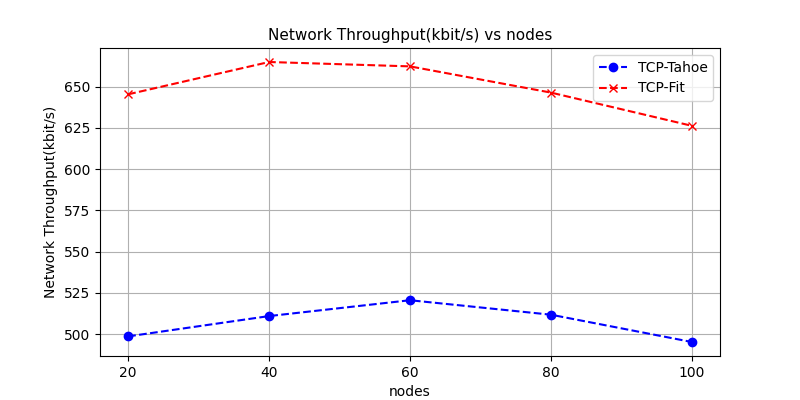 Network Throughput(kbit/s) vs nodes
TCP-Tahoe
TCP-Fit
Network Throughput(kbit/s)
650
625
600
575
550
525
500
20 40 60 80 100
nodes